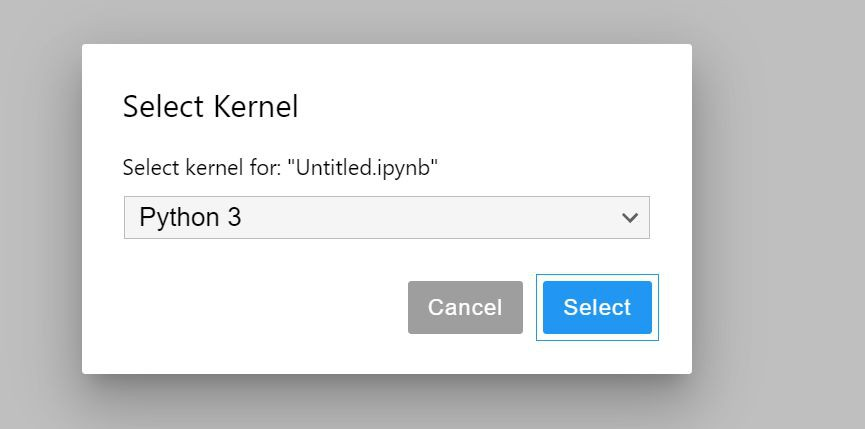 Select Kernel
Select kernel for: "Untitled.ipynb"
Python 3
Cancel Select